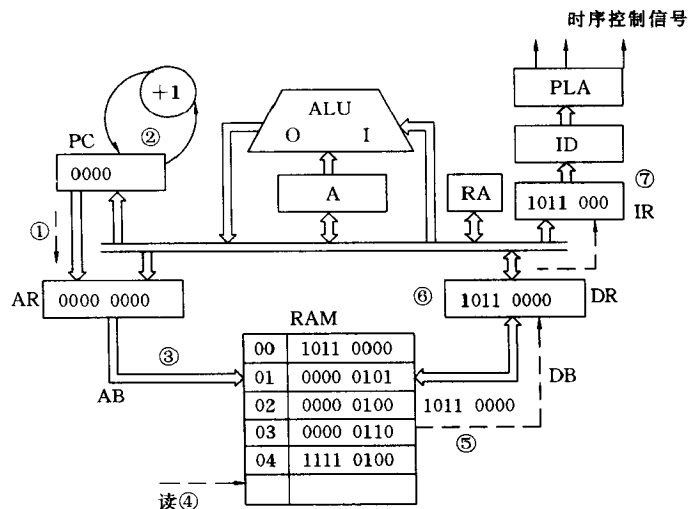 时序控制信号
PLA
+1
ALU
PC
②
O I
ID
0000
A
RA
⑦
1011 000
IR
①
AR
0000 0000
⑥
1011 0000
DR
RAM
③
00 1011 0000
AB
01 0000 0101
DB
02 0000 0100
1011 0000
03 0000 0110
⑤
04 1111 0100
读④